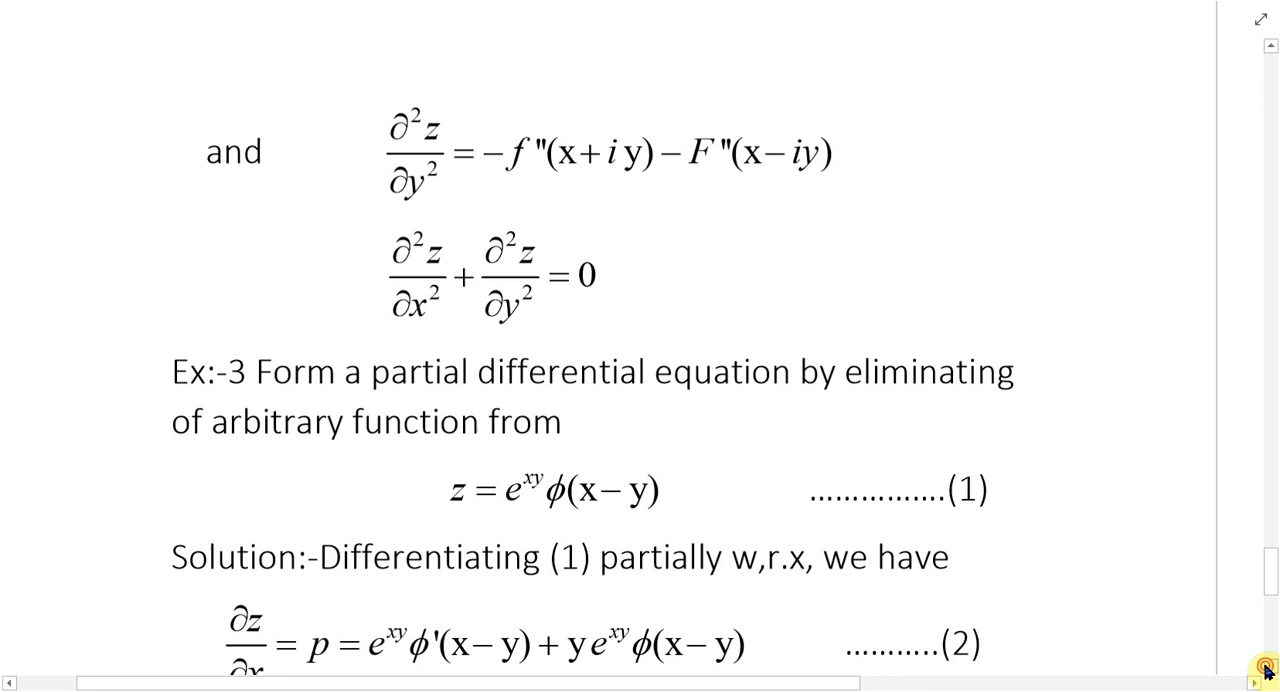 and ∂²z/∂y² = −f "(x+ i y) − F "(x− iy)
∂²z/∂x² + ∂²z/∂y² = 0
Ex:-3 Form a partial differential equation by eliminating
of arbitrary function from
z = e^{xy} ϕ(x− y) ................(1)
Solution:-Differentiating (1) partially w,r.x, we have
∂z/∂x = p = e^{xy} ϕ'(x− y) + y e^{xy} ϕ(x− y) ...........(2)